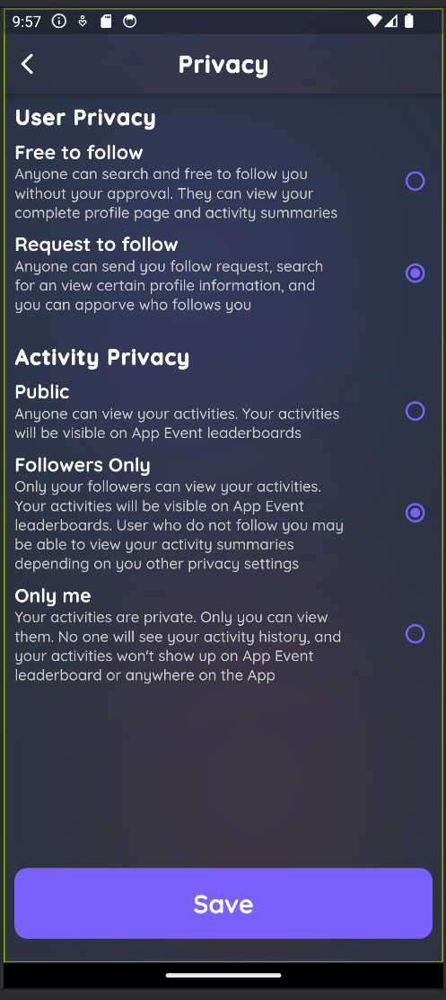 9:57
Privacy
User Privacy
Free to follow
Anyone can search and free to follow you
without your approval. They can view your
complete profile page and activity summaries
Request to follow
Anyone can send you follow request, search
for an view certain profile information, and
you can apporve who follows you
Activity Privacy
Public
Anyone can view your activities. Your activities
will be visible on App Event leaderboards
Followers Only
Only your followers can view your activities.
Your activities will be visible on App Event
leaderboards. User who do not follow you may
be able to view your activity summaries
depending on you other privacy settings
Only me
Your activities are private. Only you can view
them. No one will see your activity history, and
your activities won't show up on App Event
leaderboard or anywhere on the App
Save